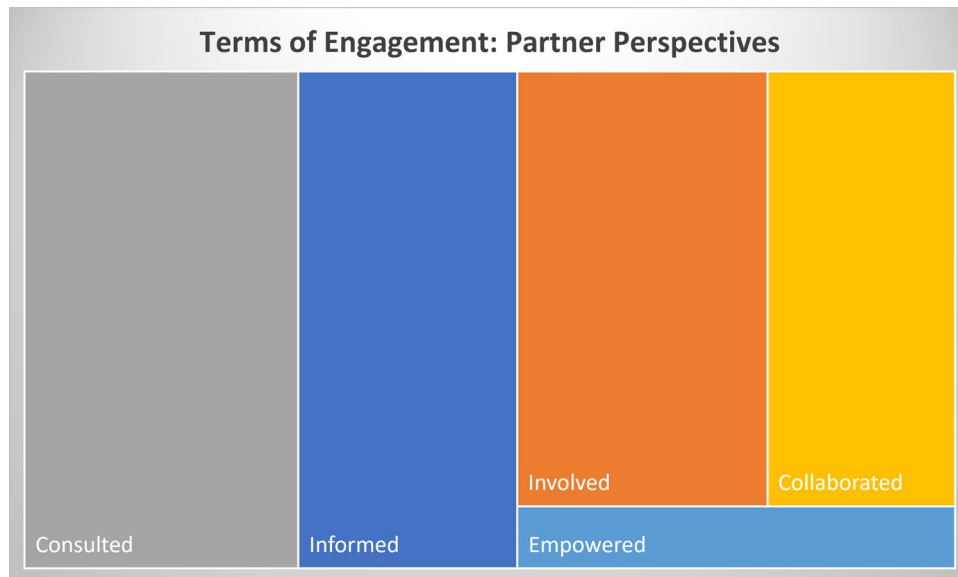 Terms of Engagement: Partner Perspectives
Involved
Collaborated
Consulted
Informed
Empowered